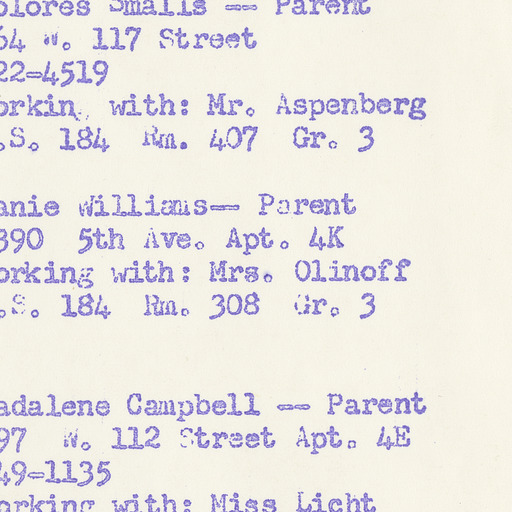 olores Smalls -- Parent
64 W. 117 Street
22-4519
orking with: Mr. Aspenberg
.S. 184 Rm. 407 Gr. 3
anie Williams-- Parent
390 5th Ave. Apt. 4K
orking with: Mrs. Olinoff
.S. 184 Rm. 308 Gr. 3
adalene Campbell -- Parent
97 W. 112 Street Apt. 4E
49-1135
orking with: Miss Licht